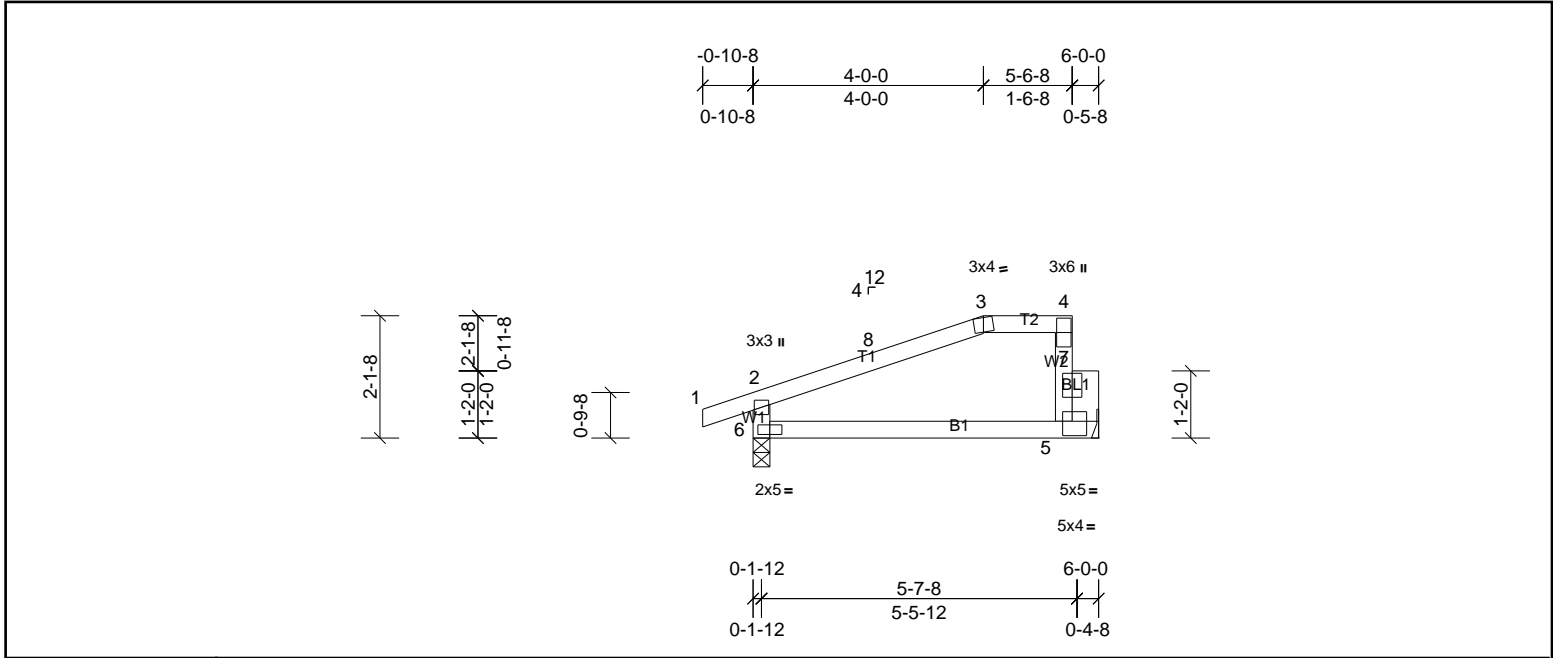 -0-10-8
6-0-0
4-0-0
5-6-8
4-0-0
1-6-8
0-10-8
0-5-8
12
4
3x4 =
3x6 II
3
4
T2
3x3 II
8
T1
7
W2
2
BL1
1
W1
6
B1
5
2-1-8
1-2-0
2-1-8
1-2-0
0-11-8
0-9-8
1-2-0
2x5 =
5x5 =
5x4 =
0-1-12
6-0-0
5-7-8
5-5-12
0-1-12
0-4-8